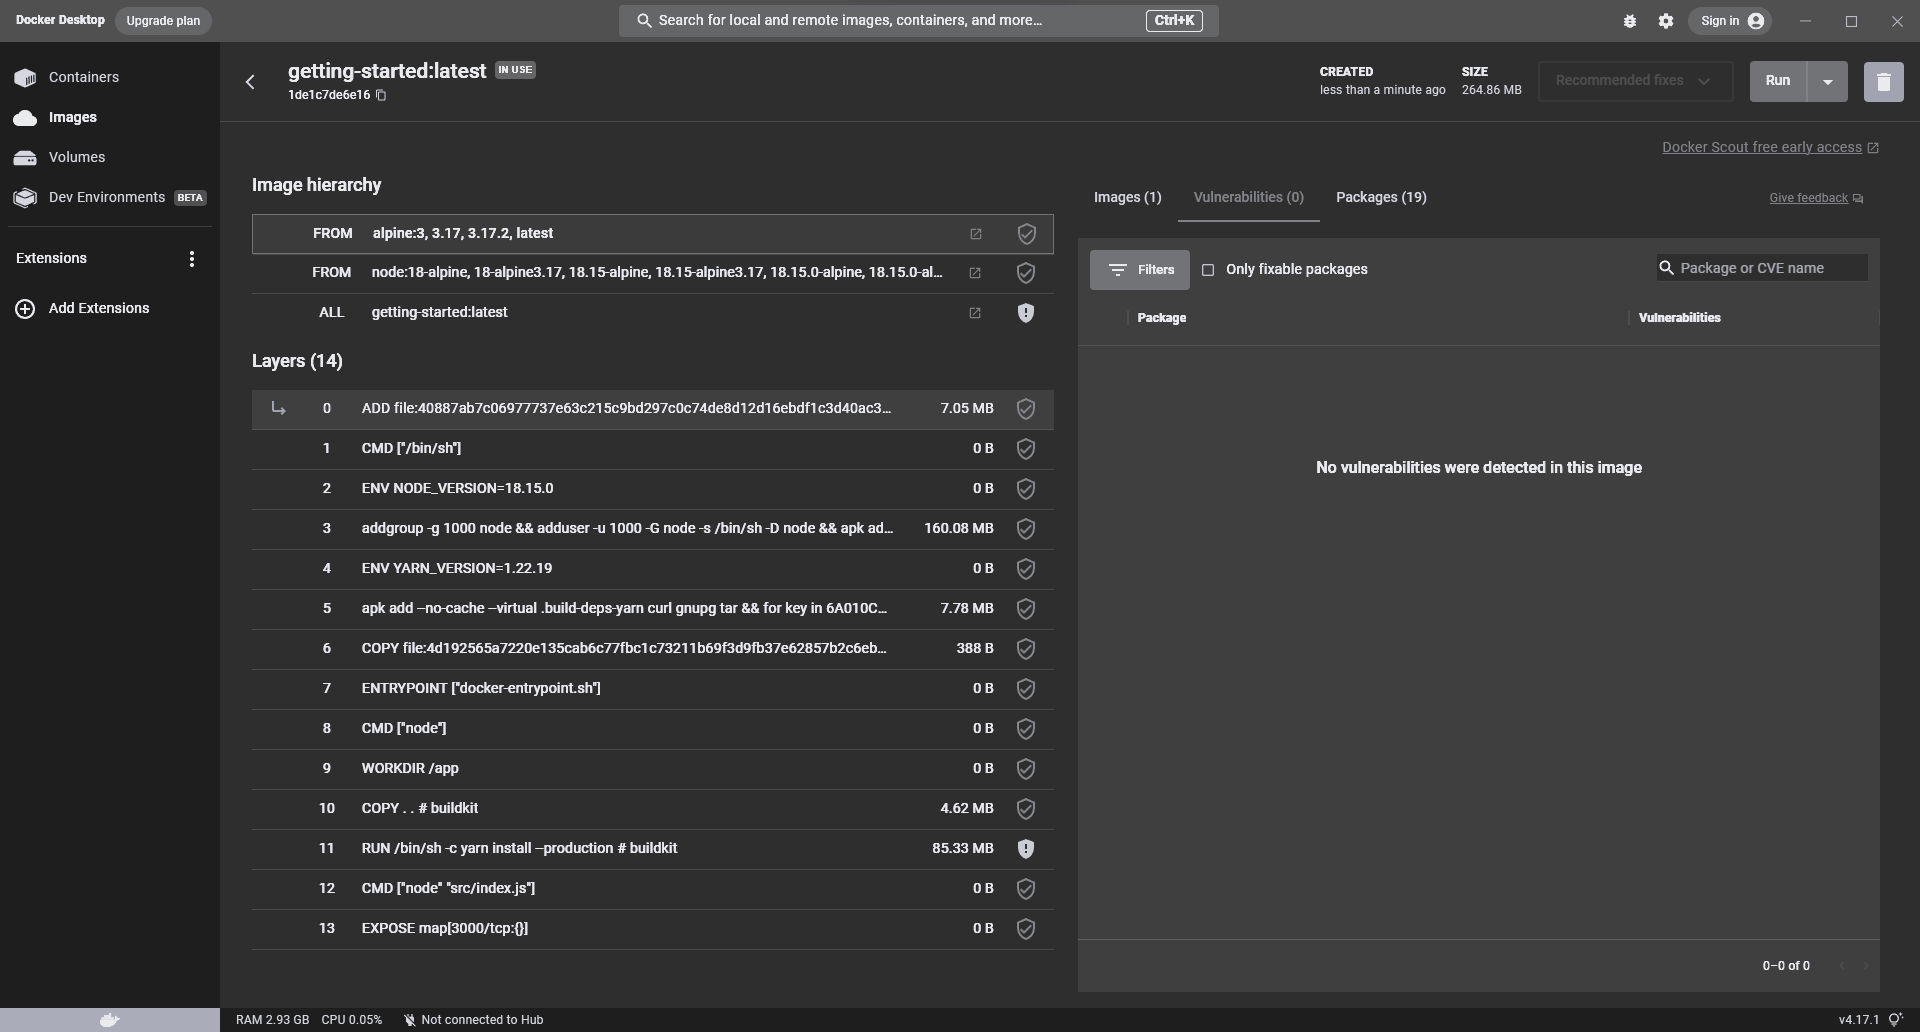 Docker Desktop Upgrade plan
Search for local and remote images, containers, and more... Ctrl+K
Sign in
Containers
Images
Volumes
Dev Environments BETA
Extensions
Add Extensions
getting-started:latest IN USE
1de1c7de6e16
CREATED
less than a minute ago
SIZE
264.86 MB
Recommended fixes
Run
Docker Scout free early access
Image hierarchy
FROM alpine:3, 3.17, 3.17.2, latest
FROM node:18-alpine, 18-alpine3.17, 18.15-alpine, 18.15-alpine3.17, 18.15.0-alpine, 18.15.0-al...
ALL getting-started:latest
Layers (14)
0 ADD file:40887ab7c06977737e63c215c9bd297c0c74de8d12d16ebdf1c3d40ac3... 7.05 MB
1 CMD ["/bin/sh"] 0 B
2 ENV NODE_VERSION=18.15.0 0 B
3 addgroup -g 1000 node && adduser -u 1000 -G node -s /bin/sh -D node && apk ad... 160.08 MB
4 ENV YARN_VERSION=1.22.19 0 B
5 apk add --no-cache --virtual .build-deps-yarn curl gnupg tar && for key in 6A010C... 7.78 MB
6 COPY file:4d192565a7220e135cab6c77fbc1c73211b69f3d9fb37e62857b2c6eb... 388 B
7 ENTRYPOINT ["docker-entrypoint.sh"] 0 B
8 CMD ["node"] 0 B
9 WORKDIR /app 0 B
10 COPY . . # buildkit 4.62 MB
11 RUN /bin/sh -c yarn install --production # buildkit 85.33 MB
12 CMD ["node" "src/index.js"] 0 B
13 EXPOSE map[3000/tcp:{}] 0 B
Images (1) Vulnerabilities (0) Packages (19)
Give feedback
Filters Only fixable packages
Package or CVE name
Package Vulnerabilities
No vulnerabilities were detected in this image
0–0 of 0
RAM 2.93 GB CPU 0.05% Not connected to Hub
v4.17.1